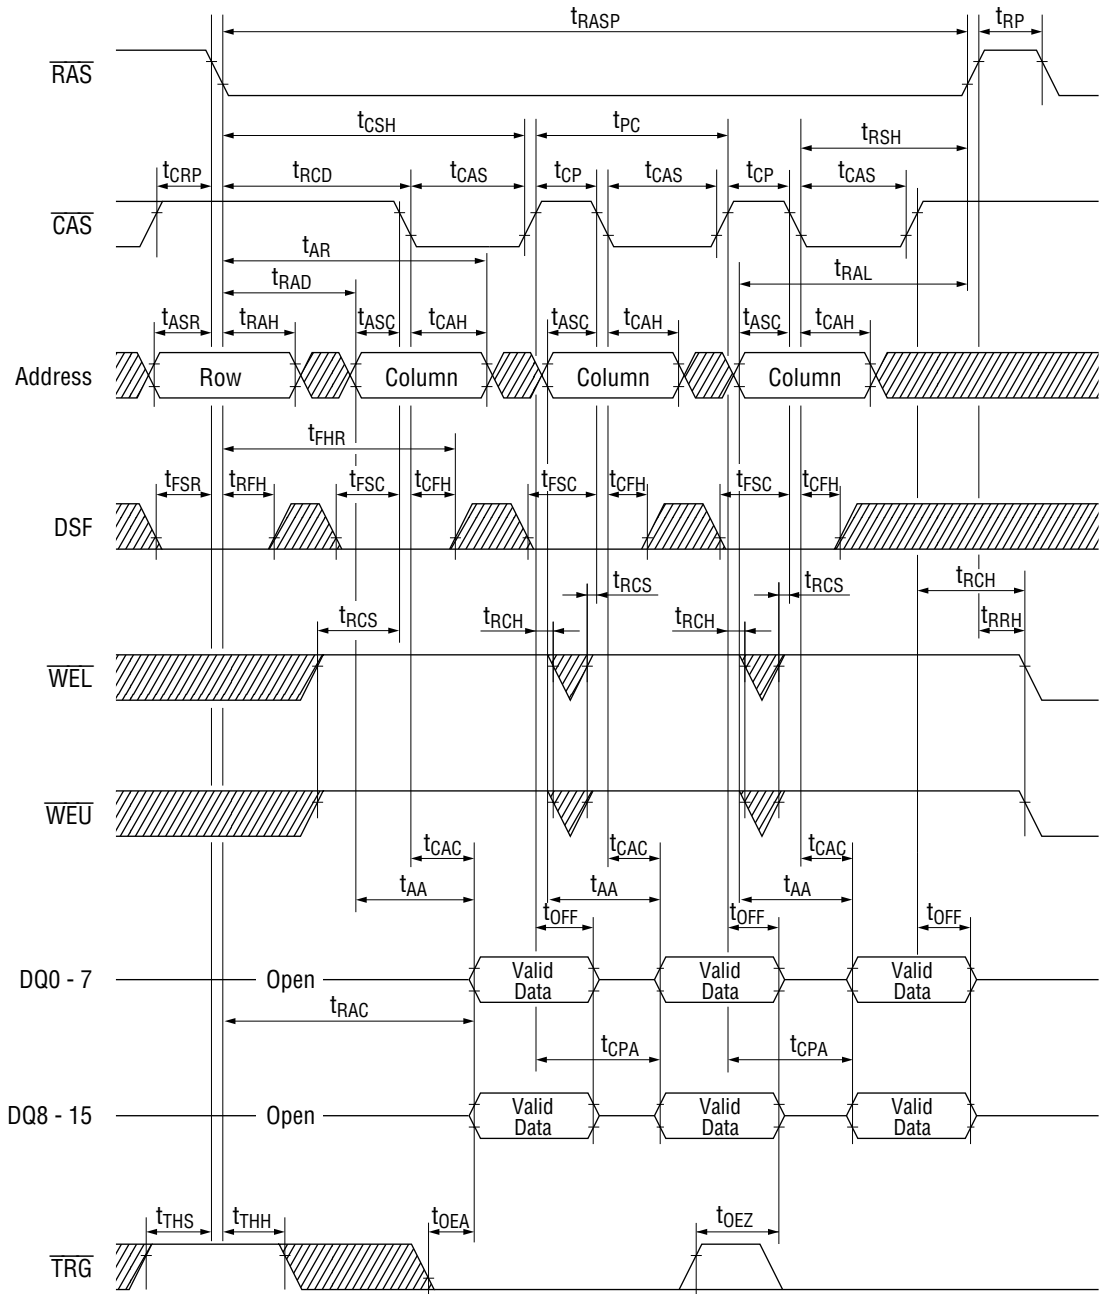 tRASP tRP
RAS
tCSH tPC tRSH
tCRP tRCD tCAS tCP tCAS tCP tCAS
CAS
tAR
tRAD tRAL
tASR tRAH tASC tCAH tASC tCAH tASC tCAH
Address Row Column Column Column
tFHR
tFSR tRFH tFSC tCFH tFSC tCFH tFSC tCFH
DSF
tRCS tRCS tRCH
tRCS tRCH tRCH tRRH
WEL
WEU
tCAC tCAC tCAC
tAA tAA tAA
tOFF tOFF tOFF
DQ0 - 7 Open Valid Data Valid Data Valid Data
tRAC
tCPA tCPA
DQ8 - 15 Open Valid Data Valid Data Valid Data
tTHS tTHH tOEA tOEZ
TRG